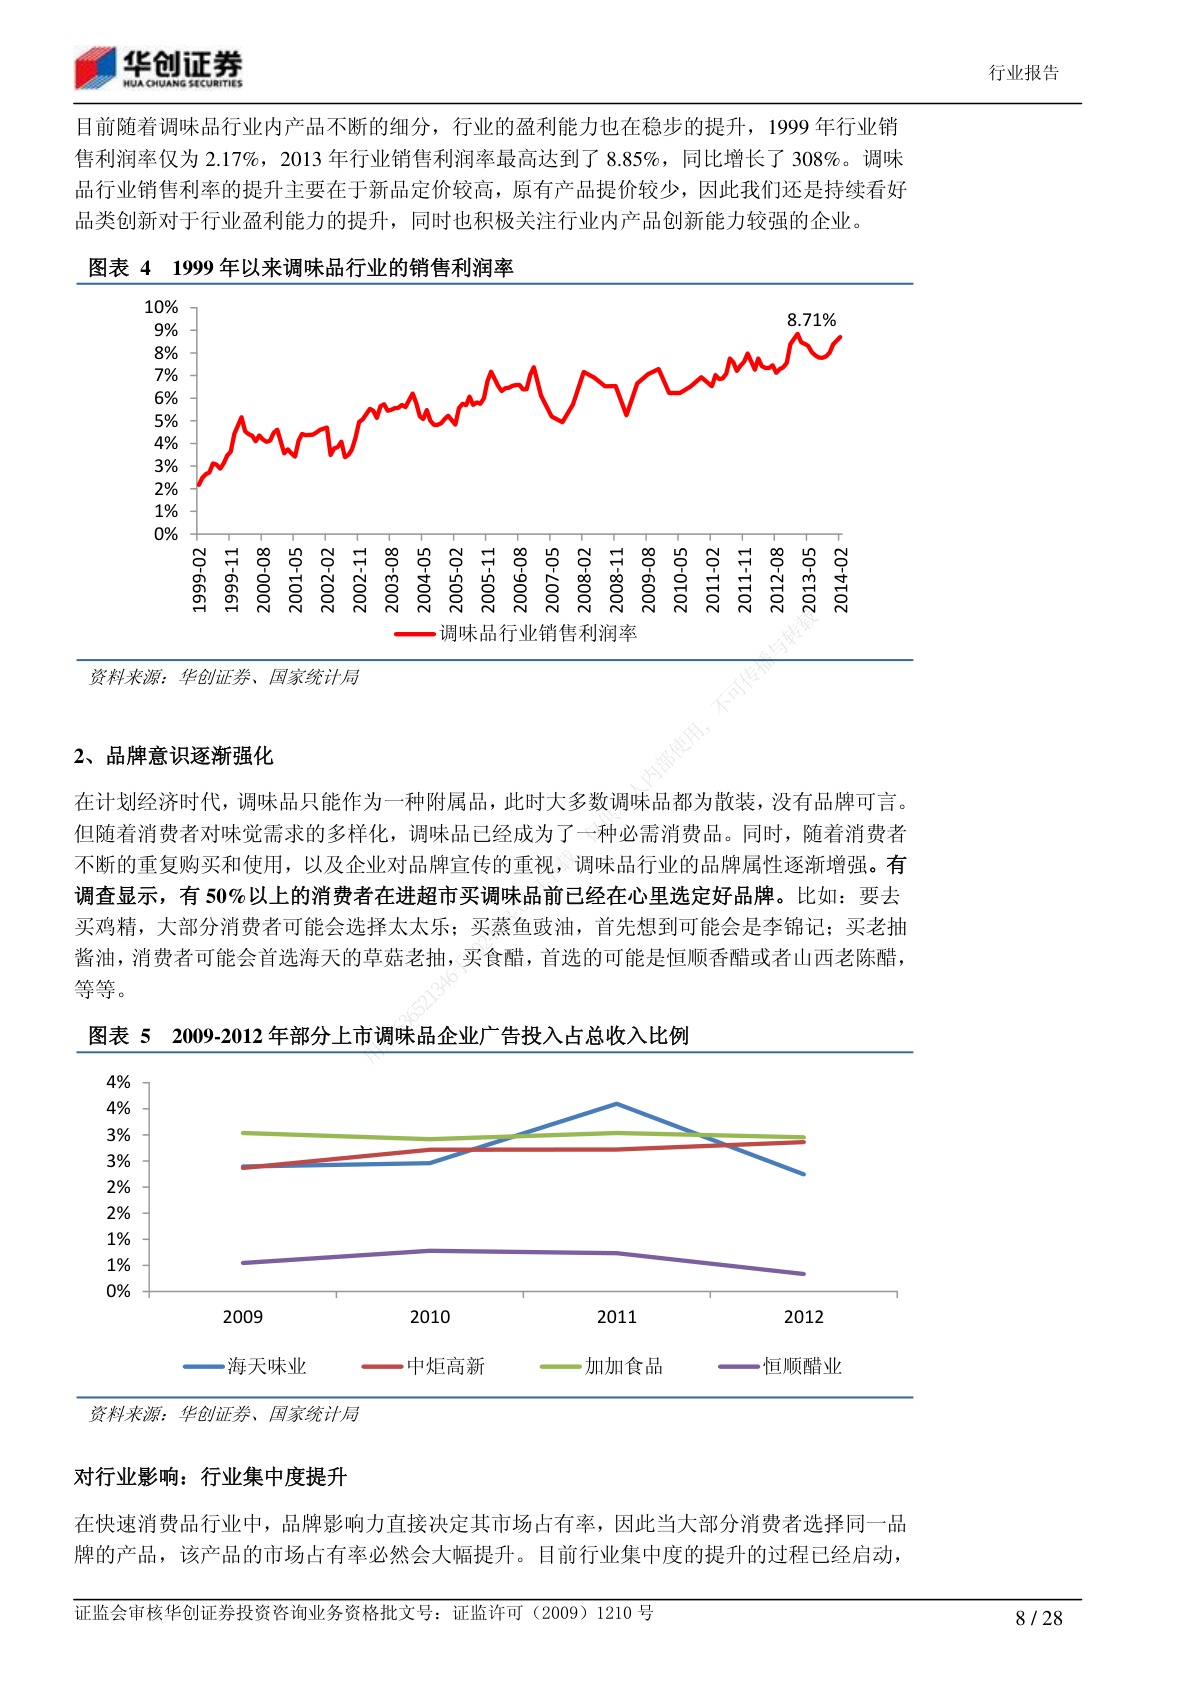 华创证券
HUA CHUANG SECURITIES
行业报告
目前随着调味品行业内产品不断的细分，行业的盈利能力也在稳步的提升，1999 年行业销
售利润率仅为 2.17%，2013 年行业销售利润率最高达到了 8.85%，同比增长了 308%。调味
品行业销售利率的提升主要在于新品定价较高，原有产品提价较少，因此我们还是持续看好
品类创新对于行业盈利能力的提升，同时也积极关注行业内产品创新能力较强的企业。
图表 4 1999 年以来调味品行业的销售利润率
10%
9%
8%
7%
6%
5%
4%
3%
2%
1%
0%
8.71%
1999-02
1999-11
2000-08
2001-05
2002-02
2002-11
2003-08
2004-05
2005-02
2005-11
2006-08
2007-05
2008-02
2008-11
2009-08
2010-05
2011-02
2011-11
2012-08
2013-05
2014-02
调味品行业销售利润率
资料来源：华创证券、国家统计局
2、品牌意识逐渐强化
在计划经济时代，调味品只能作为一种附属品，此时大多数调味品都为散装，没有品牌可言。
但随着消费者对味觉需求的多样化，调味品已经成为了一种必需消费品。同时，随着消费者
不断的重复购买和使用，以及企业对品牌宣传的重视，调味品行业的品牌属性逐渐增强。有
调查显示，有 50%以上的消费者在进超市买调味品前已经在心里选定好品牌。比如：要去
买鸡精，大部分消费者可能会选择太太乐；买蒸鱼豉油，首先想到可能会是李锦记；买老抽
酱油，消费者可能会首选海天的草菇老抽，买食醋，首选的可能是恒顺香醋或者山西老陈醋，
等等。
图表 5 2009-2012 年部分上市调味品企业广告投入占总收入比例
4%
4%
3%
3%
2%
2%
1%
1%
0%
2009
2010
2011
2012
海天味业
中炬高新
加加食品
恒顺醋业
资料来源：华创证券、国家统计局
对行业影响：行业集中度提升
在快速消费品行业中，品牌影响力直接决定其市场占有率，因此当大部分消费者选择同一品
牌的产品，该产品的市场占有率必然会大幅提升。目前行业集中度的提升的过程已经启动，
证监会审核华创证券投资咨询业务资格批文号：证监许可（2009）1210 号
8 / 28
内部使用，不可传播与转载